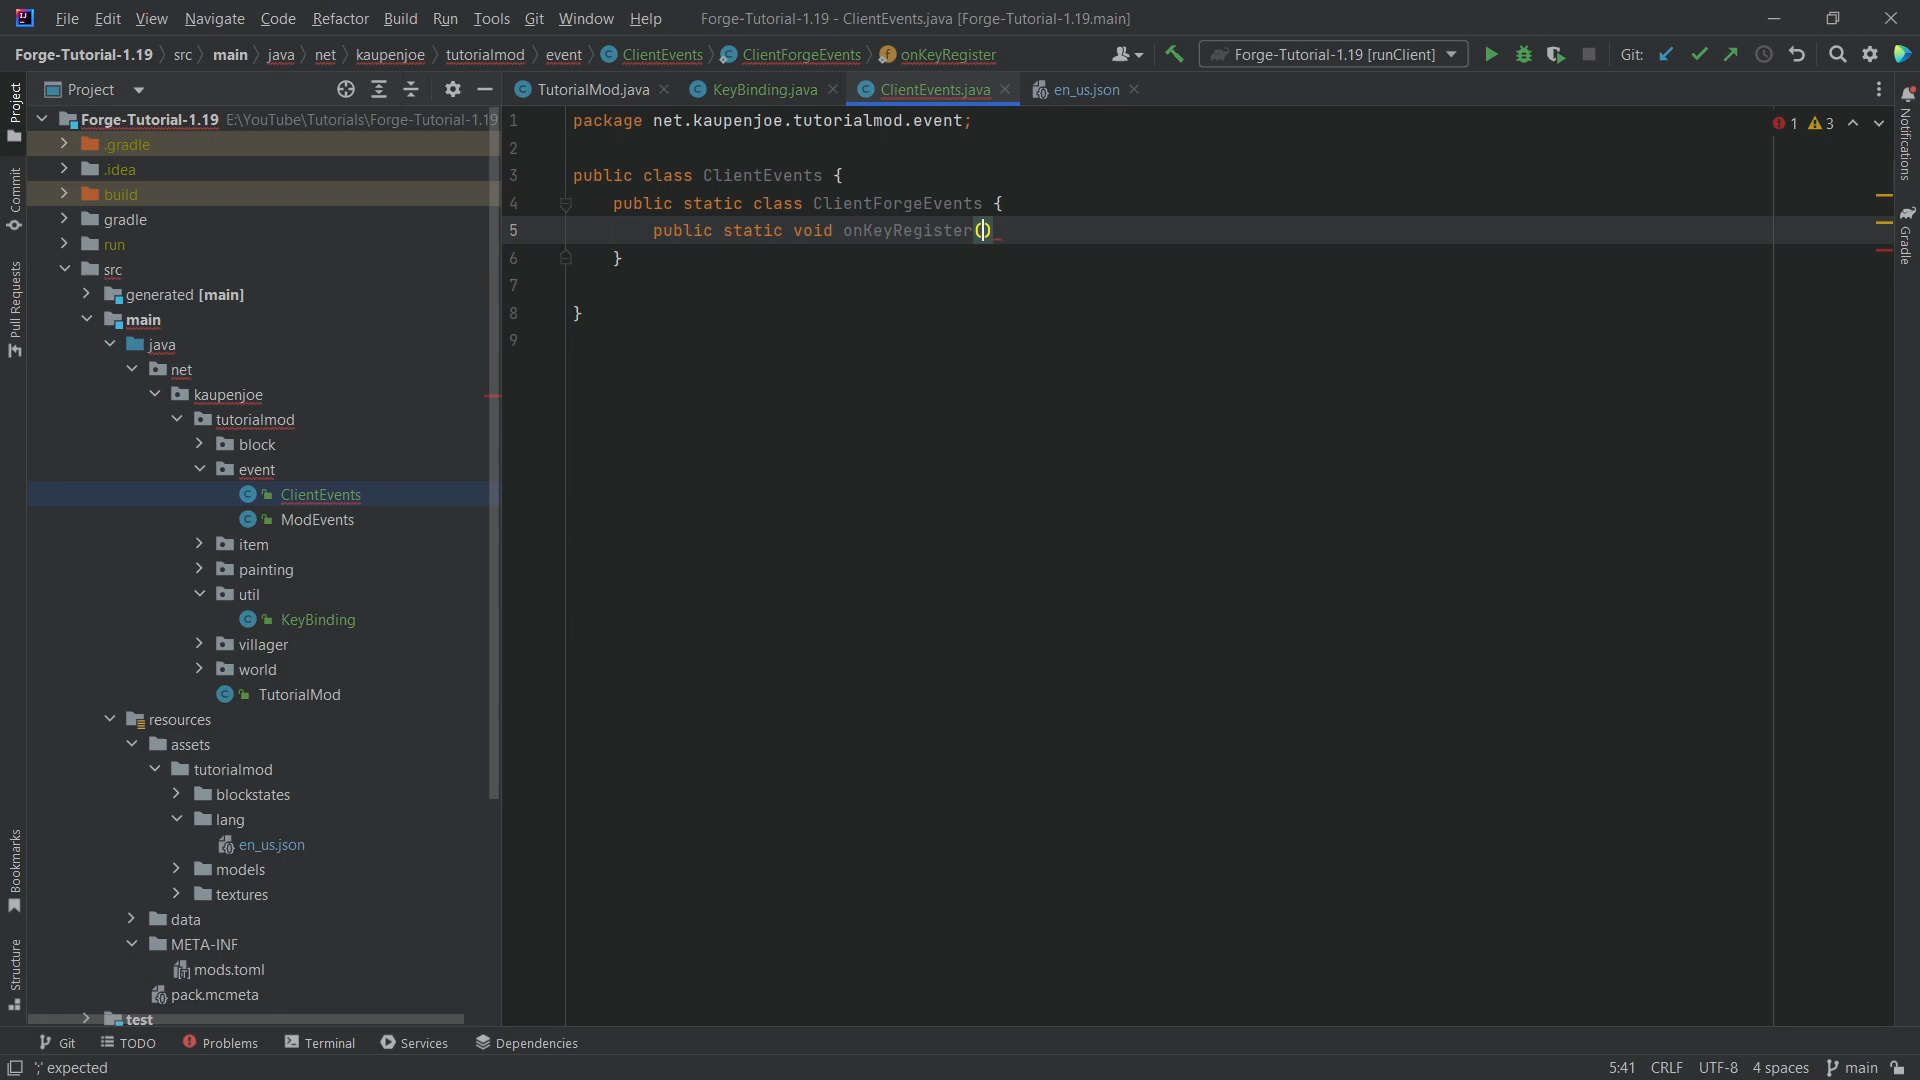 File Edit View Navigate Code Refactor Build Run Tools Git Window Help Forge-Tutorial-1.19 - ClientEvents.java [Forge-Tutorial-1.19.main]
Forge-Tutorial-1.19 src main java net kaupenjoe tutorialmod event ClientEvents ClientForgeEvents onKeyRegister Forge-Tutorial-1.19 [runClient] Git:
Project TutorialMod.java KeyBinding.java ClientEvents.java en_us.json
Forge-Tutorial-1.19 E:\YouTube\Tutorials\Forge-Tutorial-1.19
.gradle
.idea
build
gradle
run
src
generated [main]
main
java
net
kaupenjoe
tutorialmod
block
event
ClientEvents
ModEvents
item
painting
util
KeyBinding
villager
world
TutorialMod
resources
assets
tutorialmod
blockstates
lang
en_us.json
models
textures
data
META-INF
mods.toml
pack.mcmeta
test
1 package net.kaupenjoe.tutorialmod.event;
2
3 public class ClientEvents {
4 public static class ClientForgeEvents {
5 public static void onKeyRegister()
6 }
7
8 }
9
1 3
Project
Commit
Pull Requests
Bookmarks
Structure
Notifications
Gradle
Git TODO Problems Terminal Services Dependencies
';' expected 5:41 CRLF UTF-8 4 spaces main